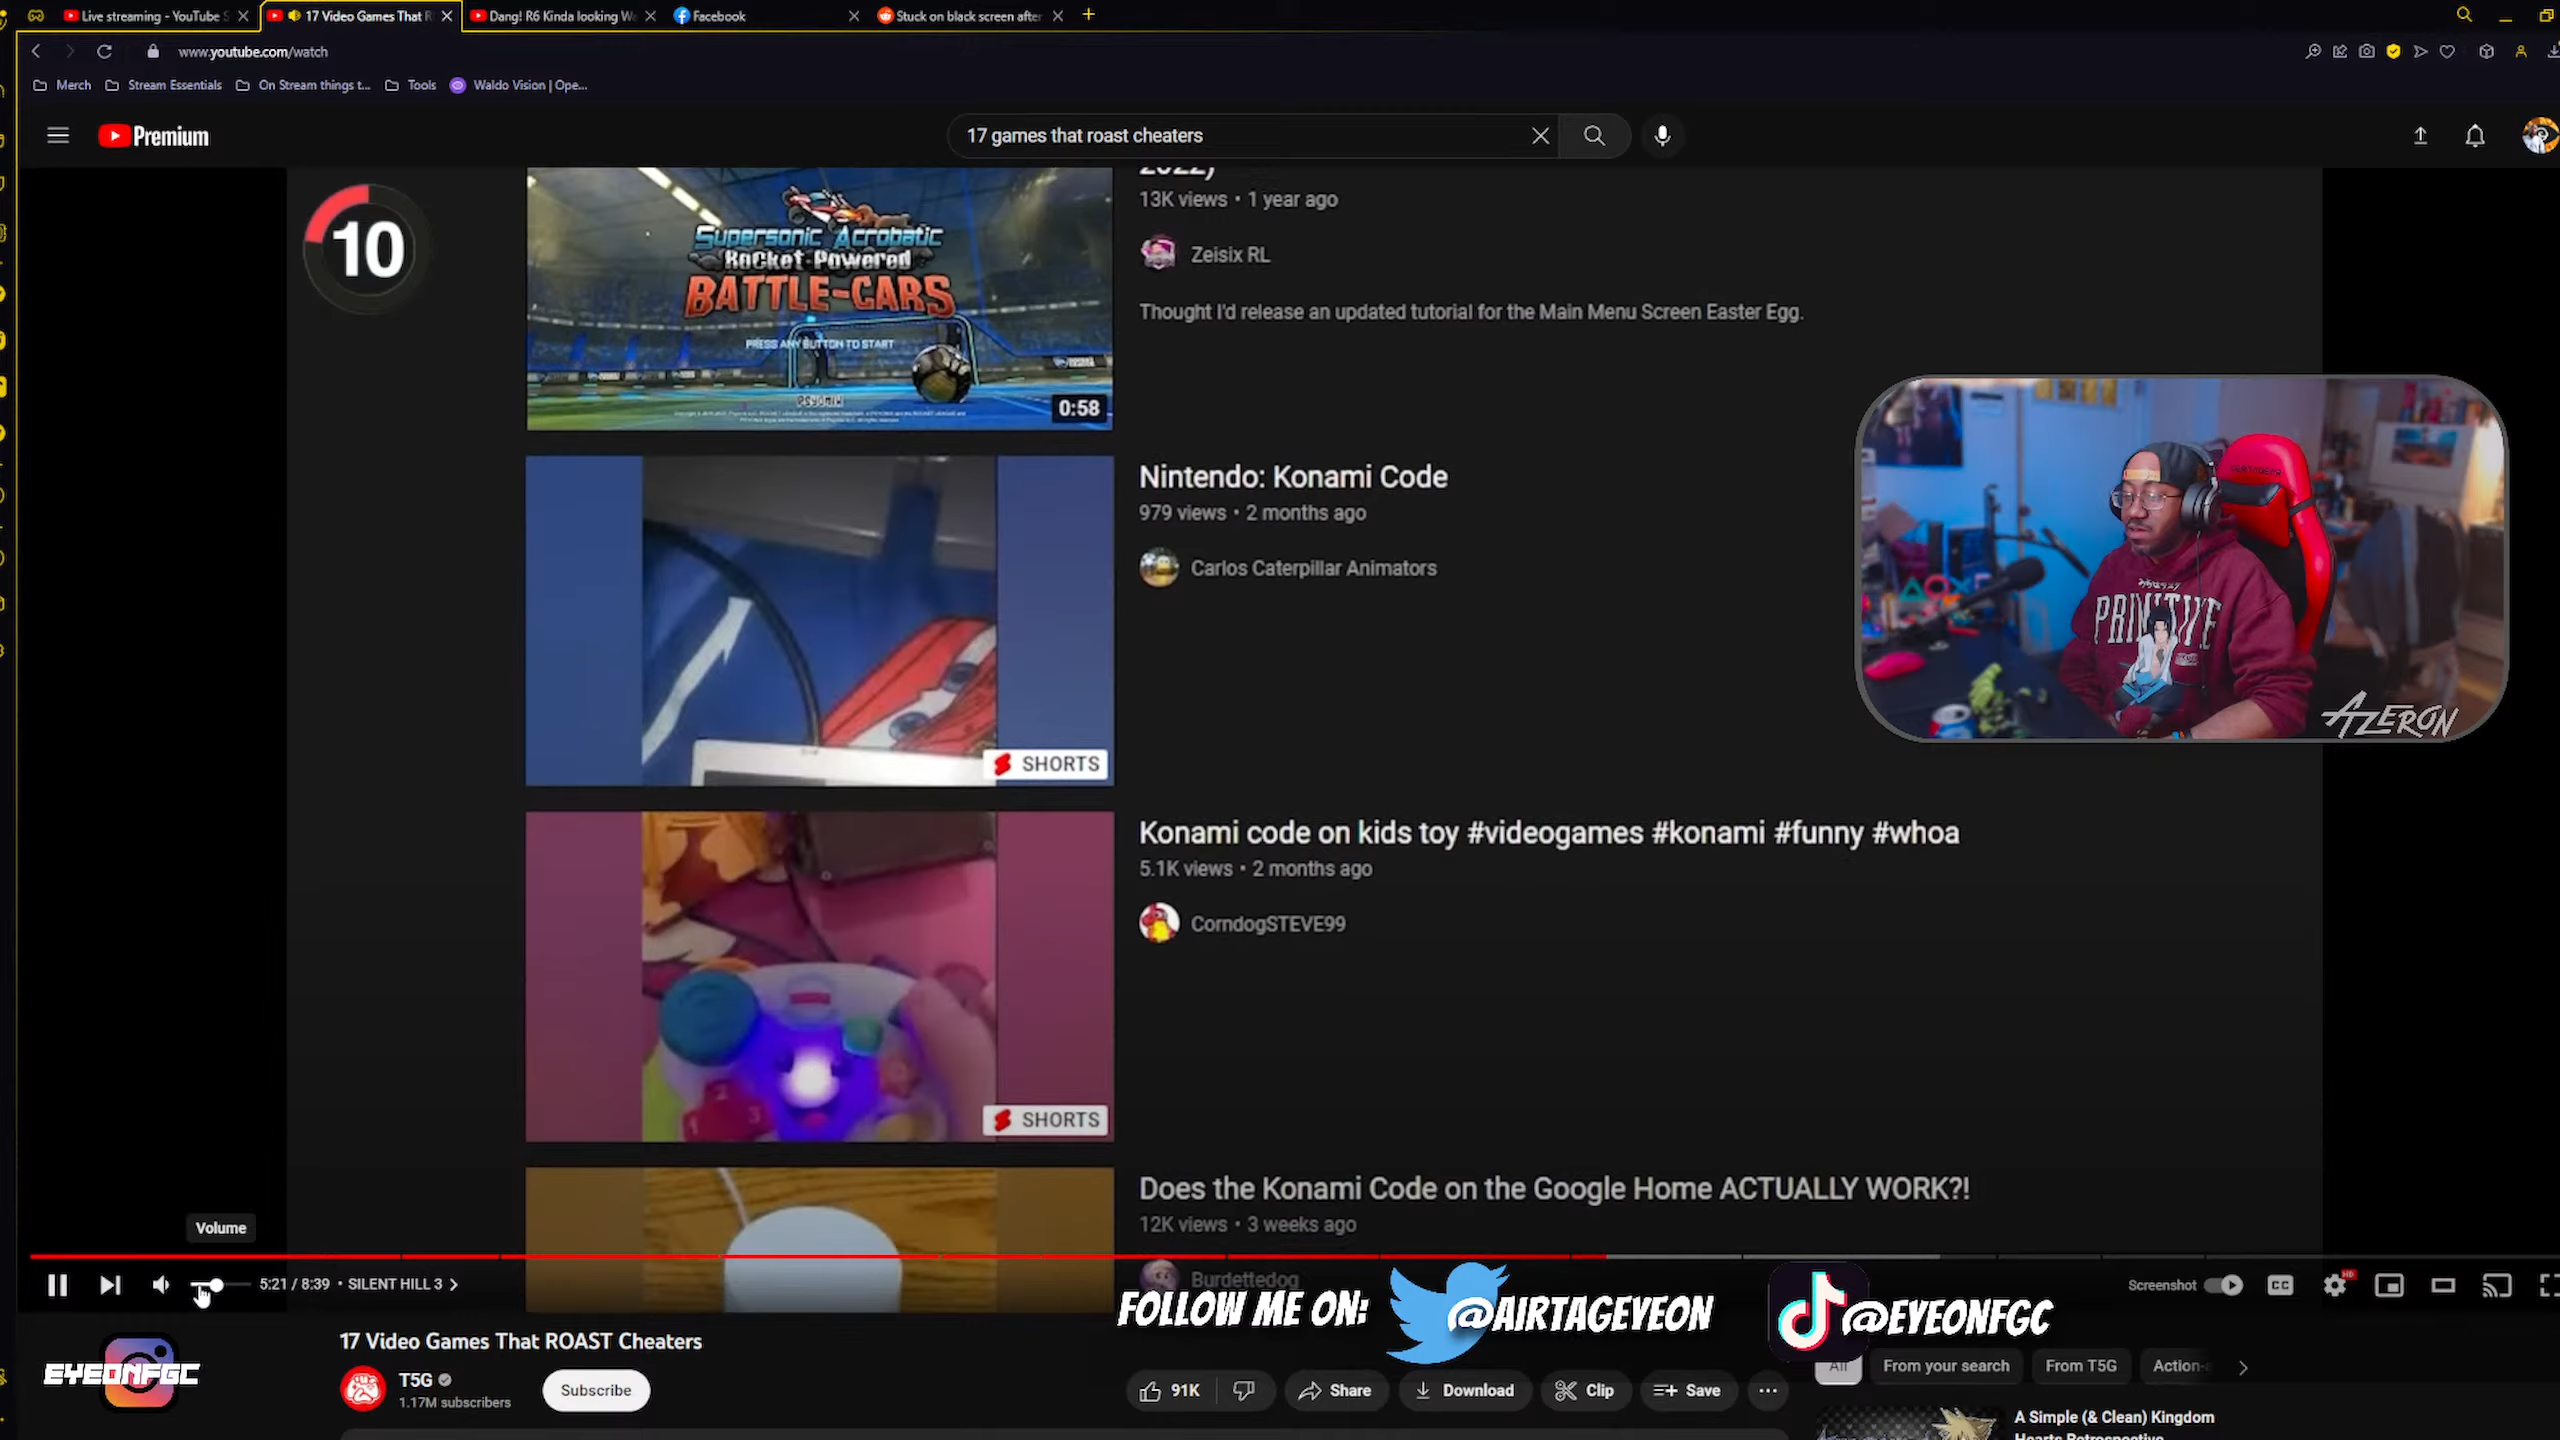 Live streaming - YouTube S
17 Video Games That R
Dang! R6 Kinda looking W
Facebook
Stuck on black screen after
www.youtube.com/watch
Merch
Stream Essentials
On Stream things t...
Tools
Waldo Vision | Ope...
Premium
17 games that roast cheaters
10
2022)
13K views • 1 year ago
Zeisix RL
Thought I'd release an updated tutorial for the Main Menu Screen Easter Egg.
Supersonic Acrobatic
Rocket-Powered
BATTLE-CARS
PRESS ANY BUTTON TO START
PSYONIX
0:58
Nintendo: Konami Code
979 views • 2 months ago
Carlos Caterpillar Animators
SHORTS
PRIMITIVE
AZERON
Konami code on kids toy #videogames #konami #funny #whoa
5.1K views • 2 months ago
CorndogSTEVE99
SHORTS
Does the Konami Code on the Google Home ACTUALLY WORK?!
12K views • 3 weeks ago
Burdettedog
Volume
5:21 / 8:39 • SILENT HILL 3
Screenshot
CC
HD
FOLLOW ME ON:
@AIRTAGEYEON
@EYEONFGC
17 Video Games That ROAST Cheaters
EYEONFGC
T5G
1.17M subscribers
Subscribe
91K
Share
Download
Clip
Save
All
From your search
From T5G
Action-
A Simple (& Clean) Kingdom
Hearts Retrospective